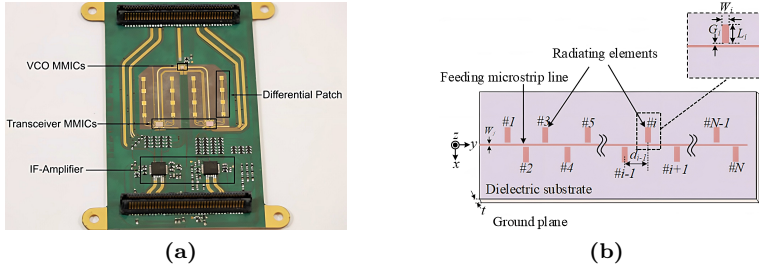 VCO MMICs
Differential Patch
Transceiver MMICs
IF-Amplifier
(a)
W_i
G_i
L_i
Radiating elements
Feeding microstrip line
#1
#3
#5
#i
#N-1
z
y
x
W
#2
#4
#i-1
d_{i-1}
#i+1
#N
Dielectric substrate
t
Ground plane
(b)